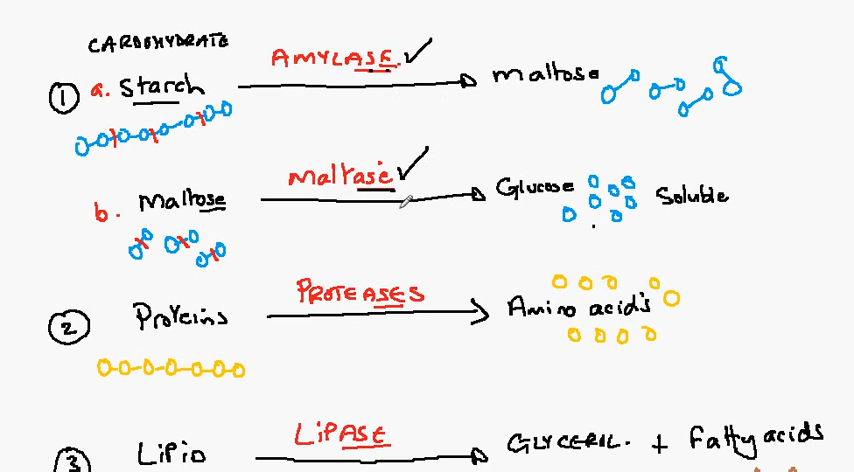 CARBOHYDRATE
AMYLASE
① a. Starch → Maltose
Maltase
b. Maltose → Glucose Soluble
PROTEASES
② Proteins → Amino acid's
LiPASE
③ LiPiD → GLYCERIL. + Fatty acids